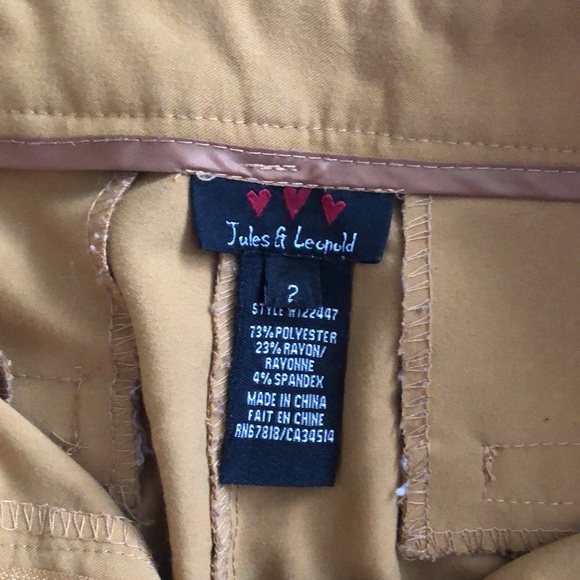 Jules & Leopold
2
STYLE W122447
73% POLYESTER
23% RAYON/
RAYONNE
4% SPANDEX
MADE IN CHINA
FAIT EN CHINE
RN67818/CA34514